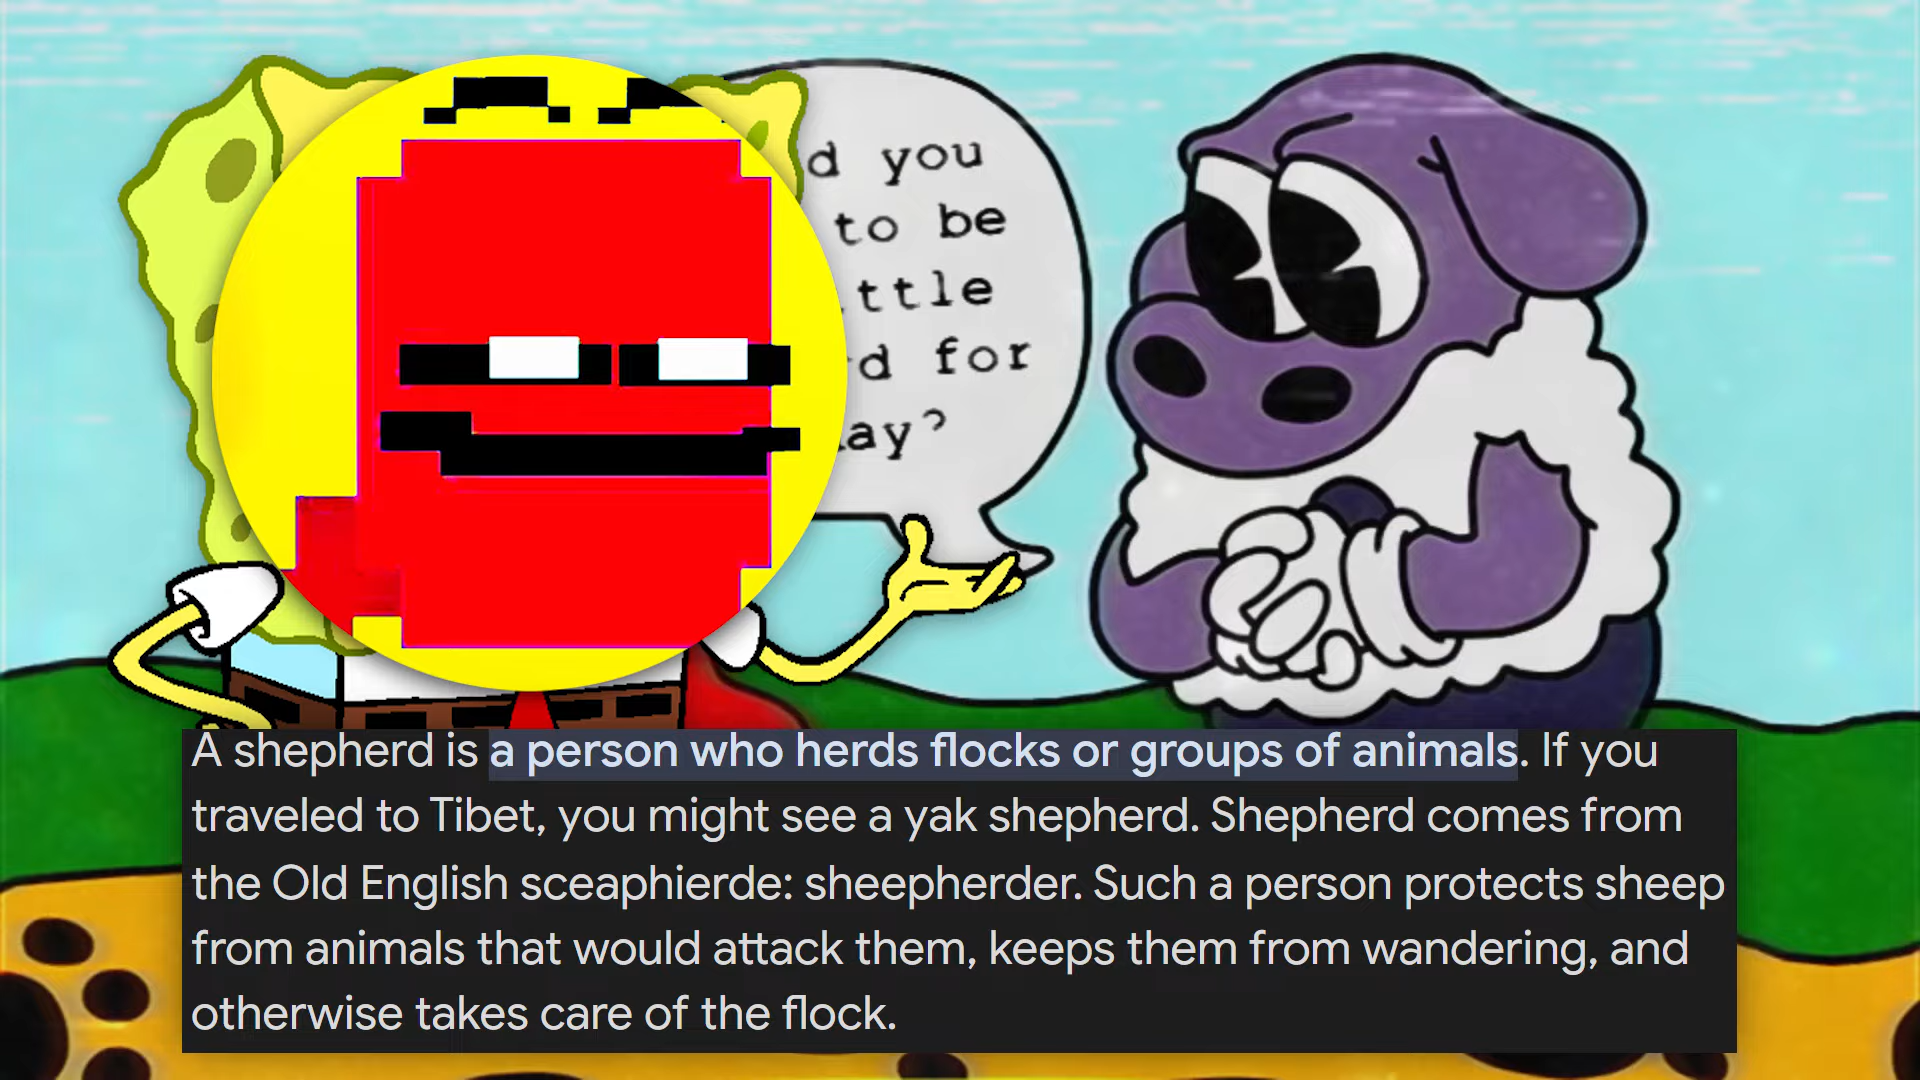 d you
to be
ttle
d for
ay?
A shepherd is a person who herds flocks or groups of animals. If you
traveled to Tibet, you might see a yak shepherd. Shepherd comes from
the Old English sceaphierde: sheepherder. Such a person protects sheep
from animals that would attack them, keeps them from wandering, and
otherwise takes care of the flock.